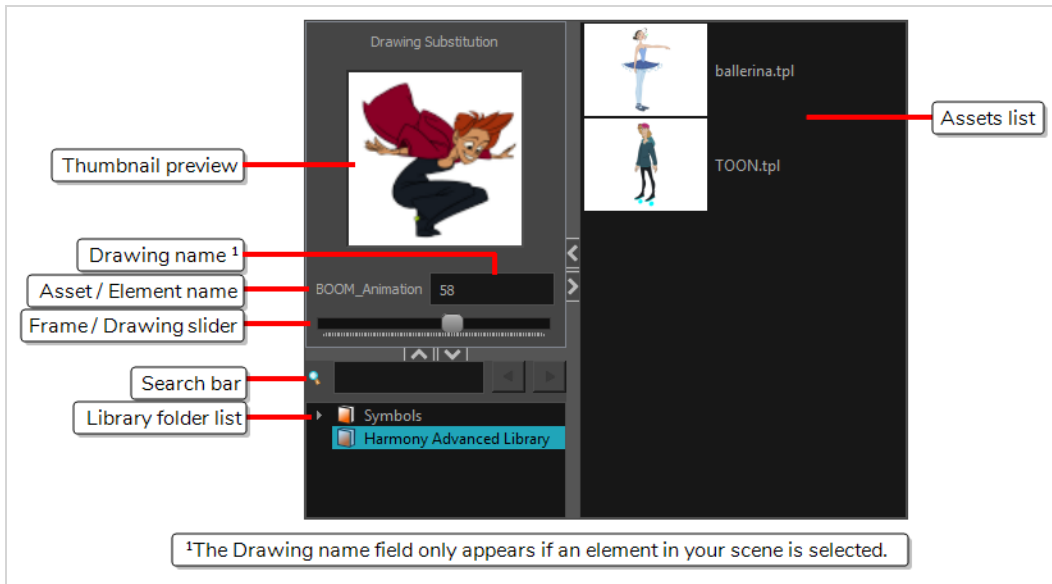 Drawing Substitution
ballerina.tpl
Assets list
Thumbnail preview
TOON.tpl
Drawing name ¹
Asset / Element name
BOOM_Animation
58
Frame / Drawing slider
Search bar
Library folder list
Symbols
Harmony Advanced Library
¹The Drawing name field only appears if an element in your scene is selected.